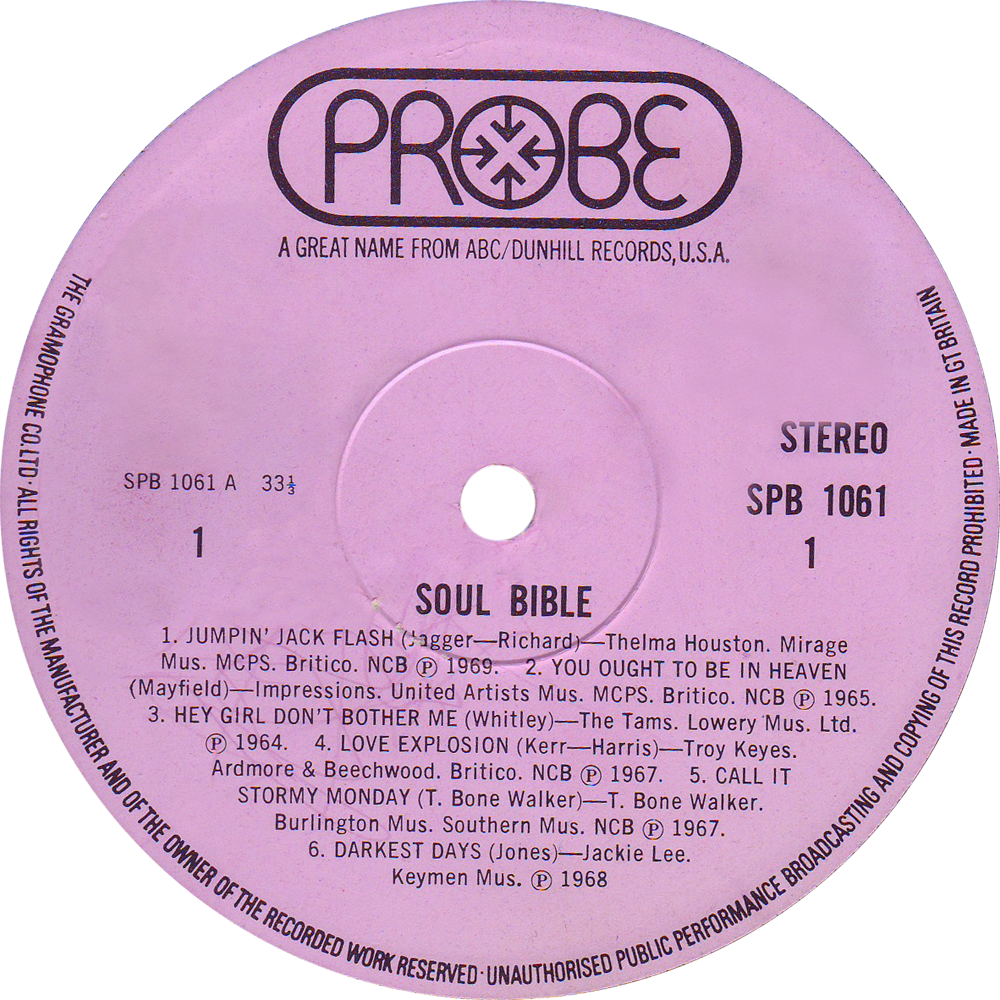 PROBE
A GREAT NAME FROM ABC/DUNHILL RECORDS, U.S.A.
STEREO
SPB 1061 A 33⅓
SPB 1061
1
1
SOUL BIBLE
1. JUMPIN' JACK FLASH (Jagger—Richard)—Thelma Houston. Mirage
Mus. MCPS. Britico. NCB ℗ 1969. 2. YOU OUGHT TO BE IN HEAVEN
(Mayfield)—Impressions. United Artists Mus. MCPS. Britico. NCB ℗ 1965.
3. HEY GIRL DON'T BOTHER ME (Whitley)—The Tams. Lowery Mus. Ltd.
℗ 1964. 4. LOVE EXPLOSION (Kerr—Harris)—Troy Keyes.
Ardmore & Beechwood. Britico. NCB ℗ 1967. 5. CALL IT
STORMY MONDAY (T. Bone Walker)—T. Bone Walker.
Burlington Mus. Southern Mus. NCB ℗ 1967.
6. DARKEST DAYS (Jones)—Jackie Lee.
Keymen Mus. ℗ 1968
THE GRAMOPHONE CO. LTD · ALL RIGHTS OF THE MANUFACTURER AND OF THE OWNER OF THE RECORDED WORK RESERVED · UNAUTHORISED PUBLIC PERFORMANCE BROADCASTING AND COPYING OF THIS RECORD PROHIBITED · MADE IN GT BRITAIN